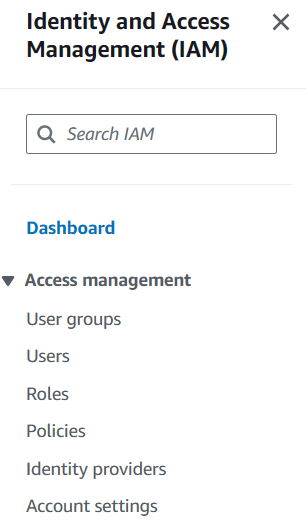 Identity and Access
Management (IAM)
Search IAM
Dashboard
Access management
User groups
Users
Roles
Policies
Identity providers
Account settings